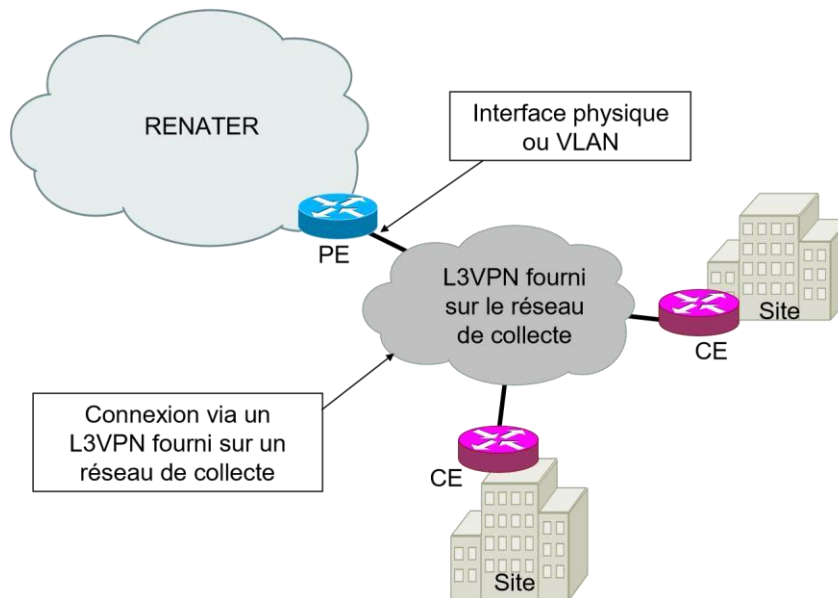 RENATER
Interface physique
ou VLAN
PE
L3VPN fourni
sur le réseau
de collecte
Site
CE
Connexion via un
L3VPN fourni sur un
réseau de collecte
CE
Site